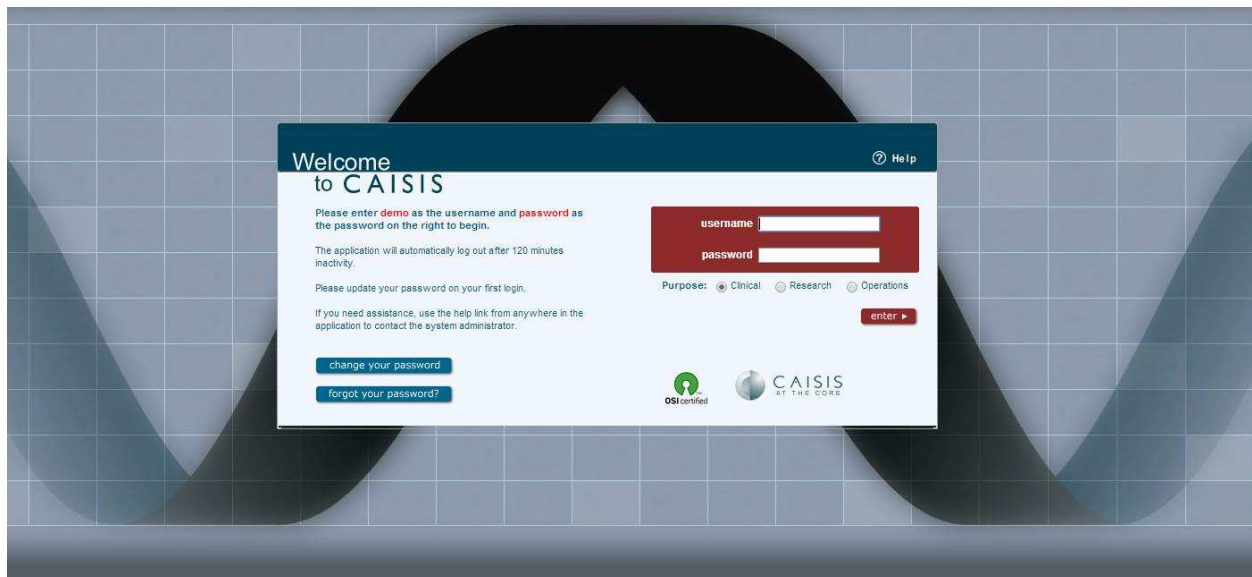 Welcome
to CAISIS
? Help
Please enter demo as the username and password as
the password on the right to begin.
The application will automatically log out after 120 minutes
inactivity.
Please update your password on your first login.
If you need assistance, use the help link from anywhere in the
application to contact the system administrator.
change your password
forgot your password?
username
password
Purpose: Clinical Research Operations
enter
OSI certified
CAISIS
AT THE CORE